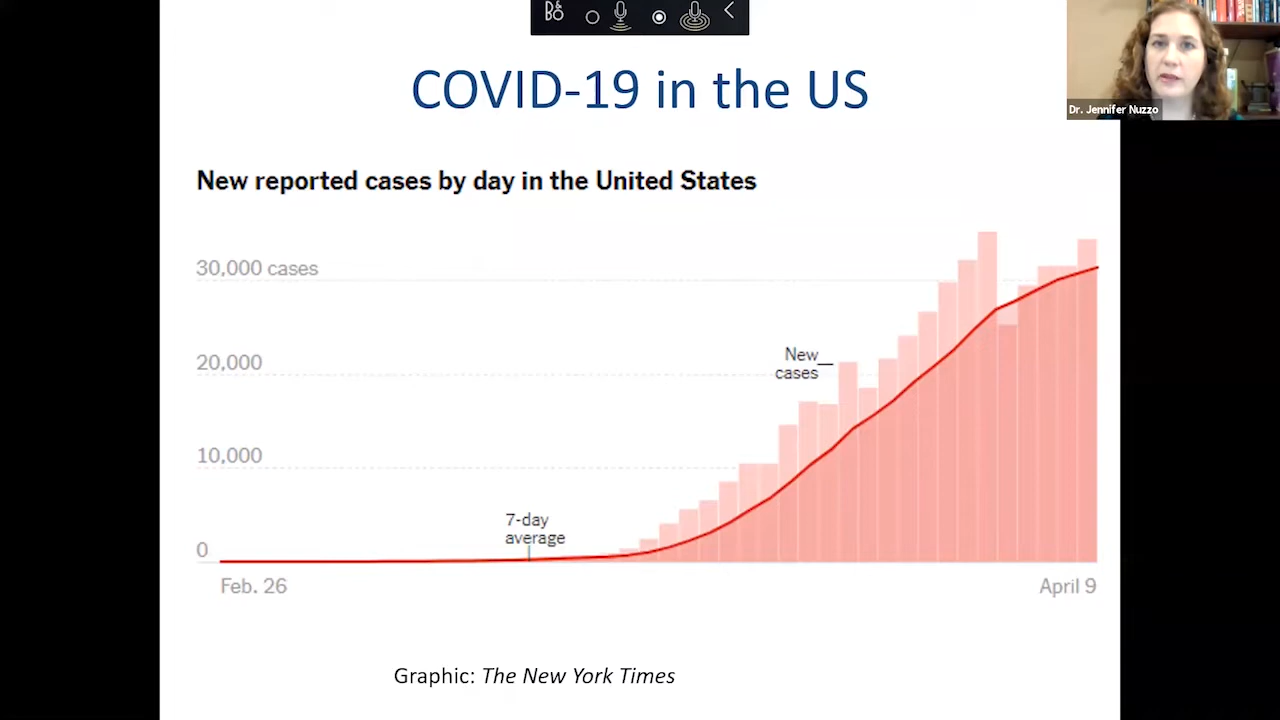 B&O
COVID-19 in the US
Dr. Jennifer Nuzzo
New reported cases by day in the United States
30,000 cases
20,000
10,000
0
New
cases
7-day
average
Feb. 26
April 9
Graphic: The New York Times